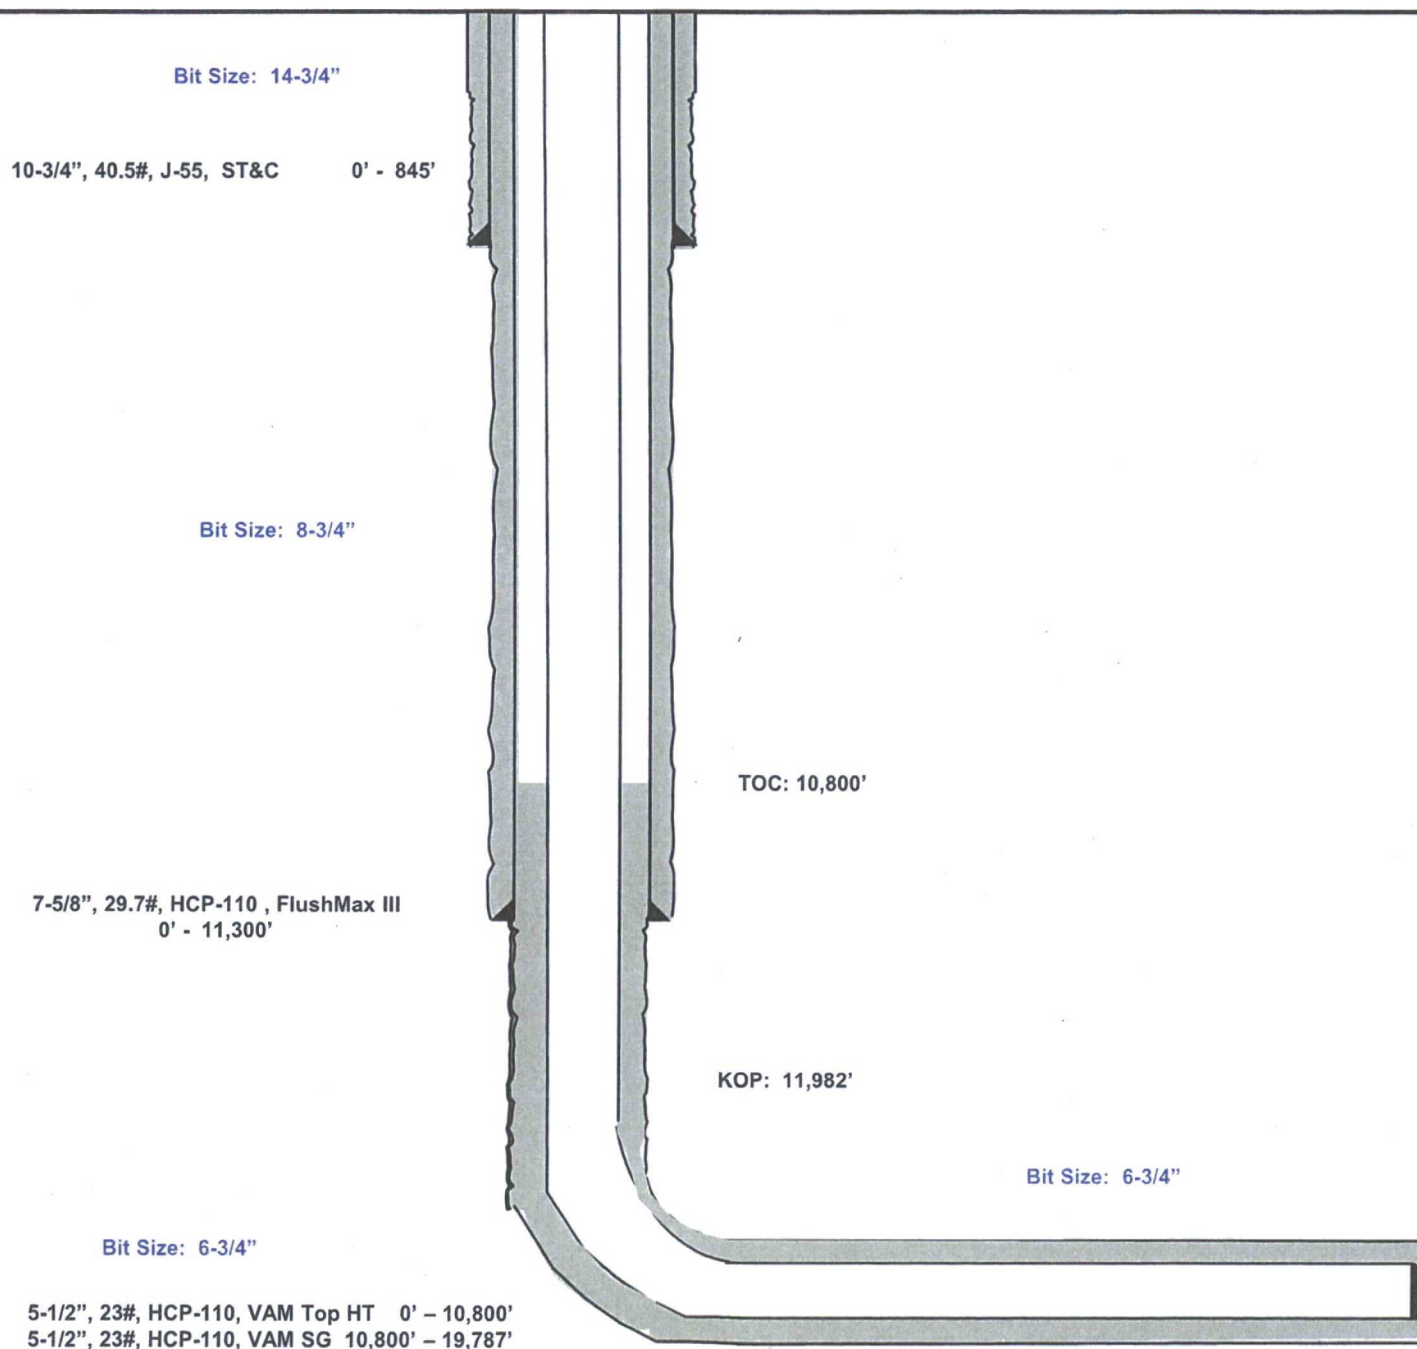 Bit Size: 14-3/4”
10-3/4”, 40.5#, J-55, ST&C 0’ - 845’
Bit Size: 8-3/4”
TOC: 10,800’
7-5/8”, 29.7#, HCP-110 , FlushMax III
0’ - 11,300’
KOP: 11,982’
Bit Size: 6-3/4”
Bit Size: 6-3/4”
5-1/2”, 23#, HCP-110, VAM Top HT 0’ – 10,800’
5-1/2”, 23#, HCP-110, VAM SG 10,800’ – 19,787’